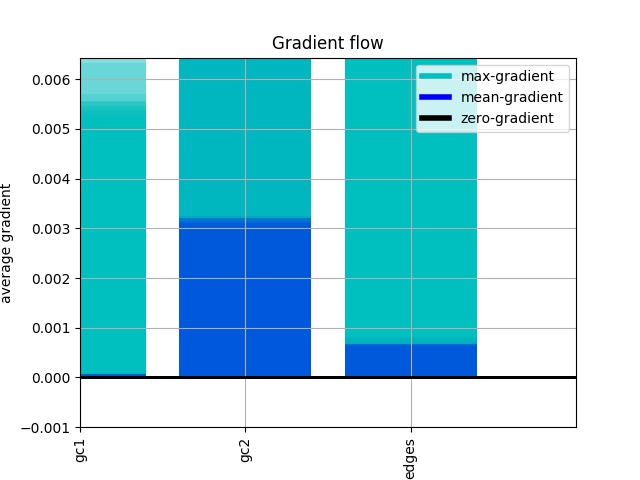 Gradient flow
max-gradient
mean-gradient
zero-gradient
average gradient
0.006
0.005
0.004
0.003
0.002
0.001
0.000
−0.001
gc1
gc2
edges